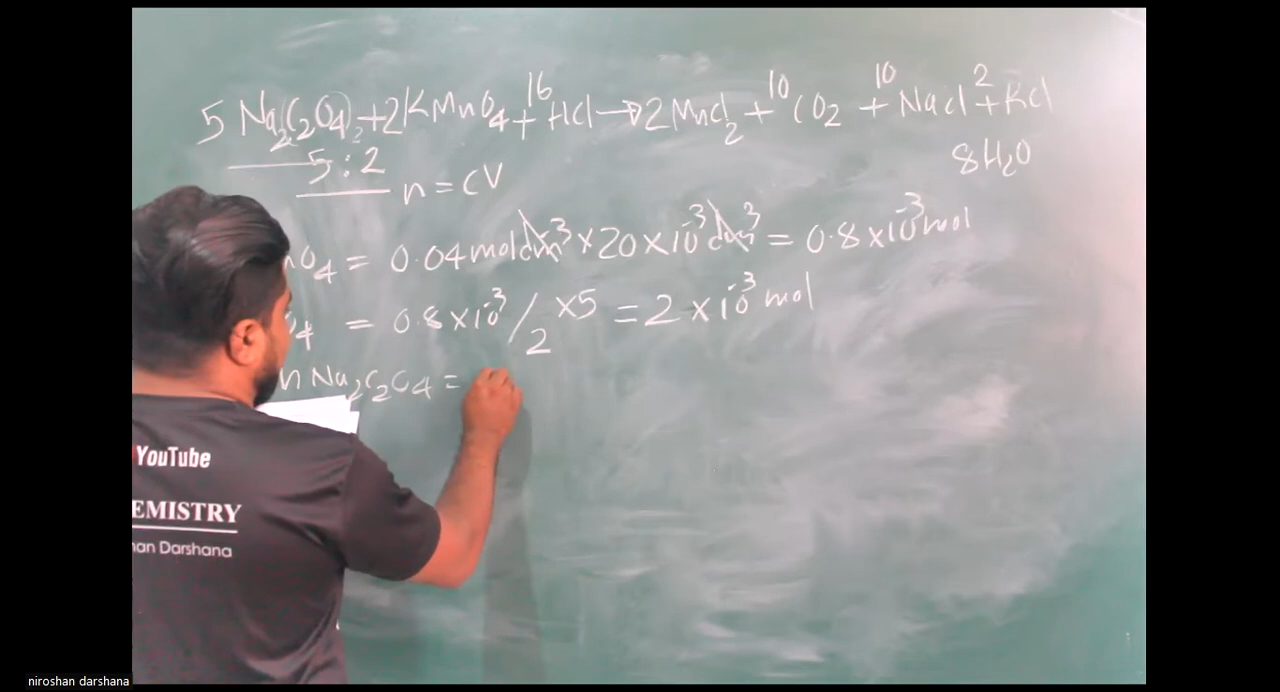 5 Na₂C₂O₄ + 2KMnO₄ + 16 HCl → 2MnCl₂ + 10 CO₂ + 10 NaCl + 2 KCl
8H₂O
5:2
n = CV
nO₄ = 0.04 mol dm⁻³ × 20 × 10⁻³ dm³ = 0.8 × 10⁻³ mol
4 = 0.8 × 10⁻³ / 2 × 5 = 2 × 10⁻³ mol
n Na₂C₂O₄ =
YouTube
EMISTRY
han Darshana
niroshan darshana